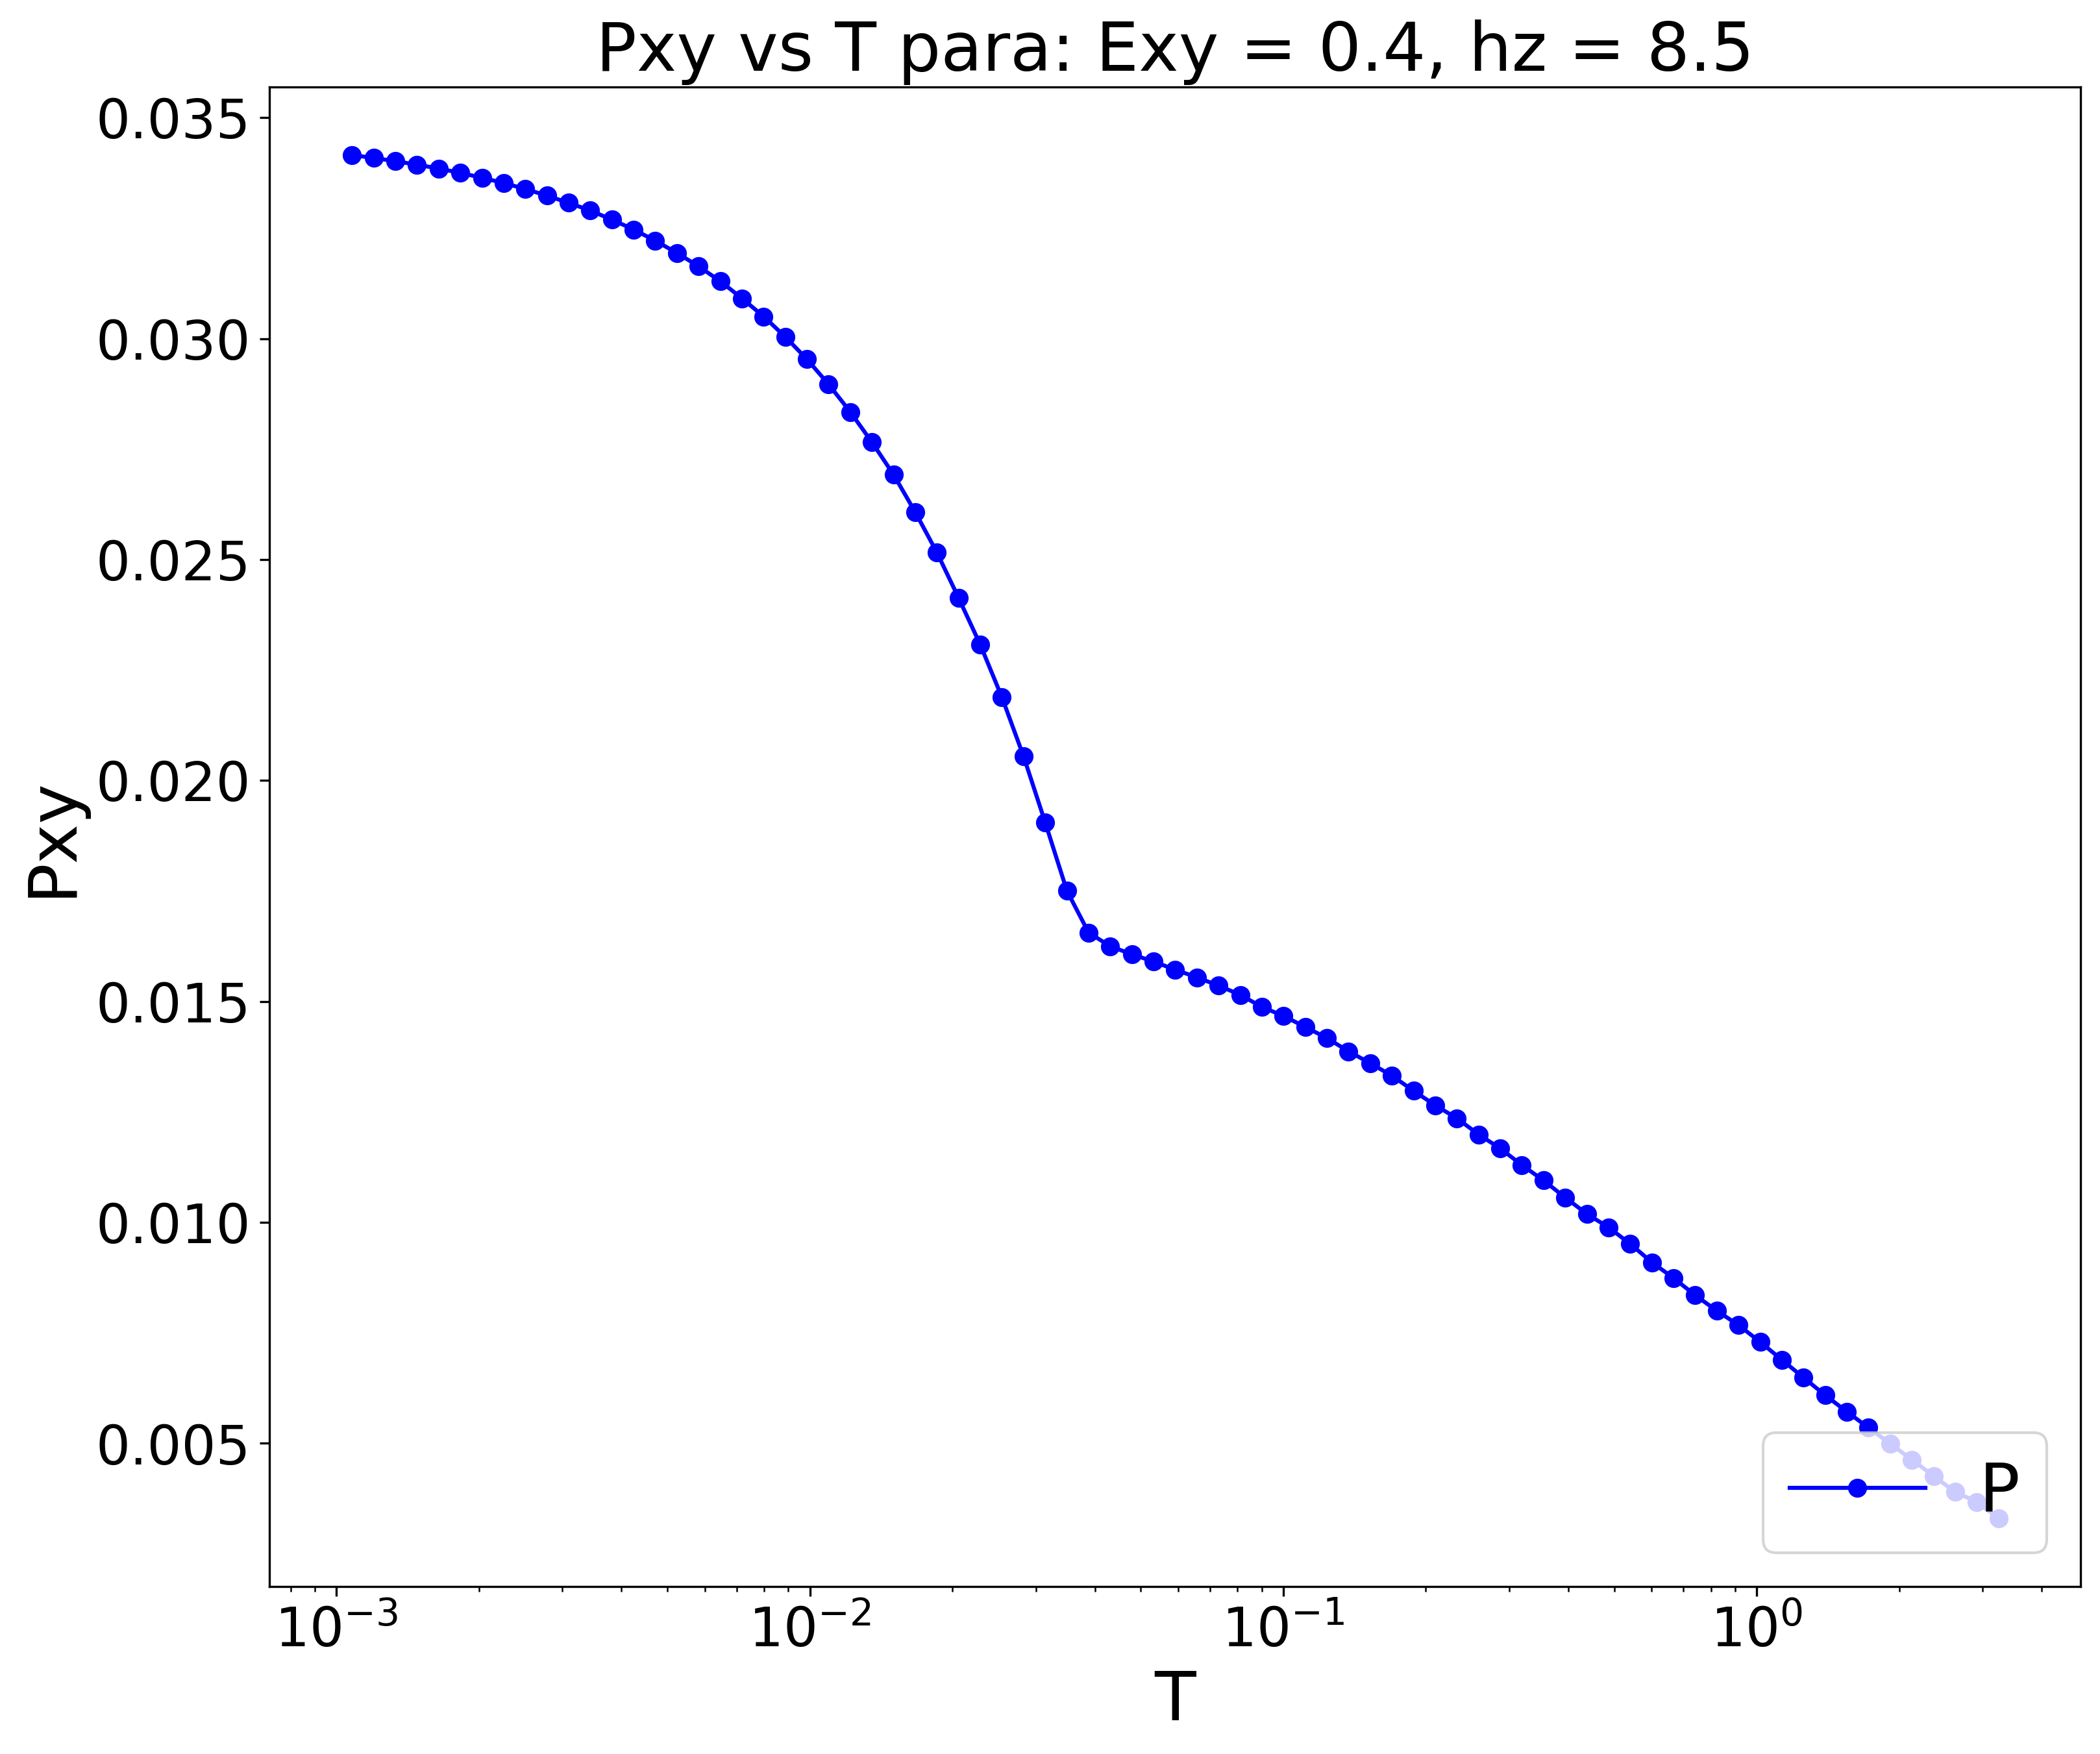 Pxy vs T para: Exy = 0.4, hz = 8.5
Pxy
0.035
0.030
0.025
0.020
0.015
0.010
0.005
P
10⁻³ 10⁻² 10⁻¹ 10⁰
T